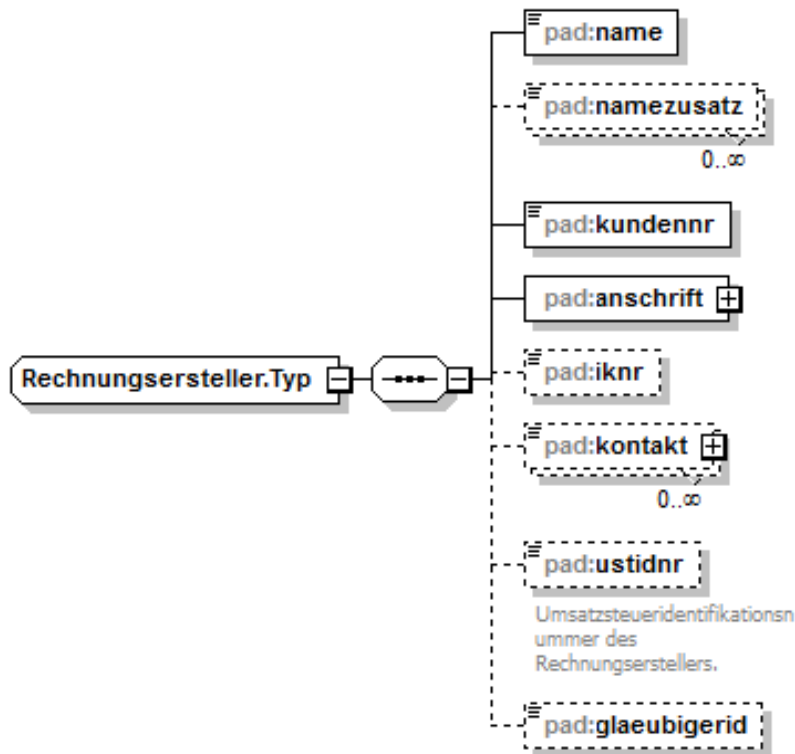 pad:name
pad:namezusatz
0..∞
pad:kundennr
pad:anschrift
Rechnungsersteller.Typ
pad:iknr
pad:kontakt
0..∞
pad:ustidnr
Umsatzsteueridentifikationsn
ummer des
Rechnungserstellers.
pad:glaeubigerid